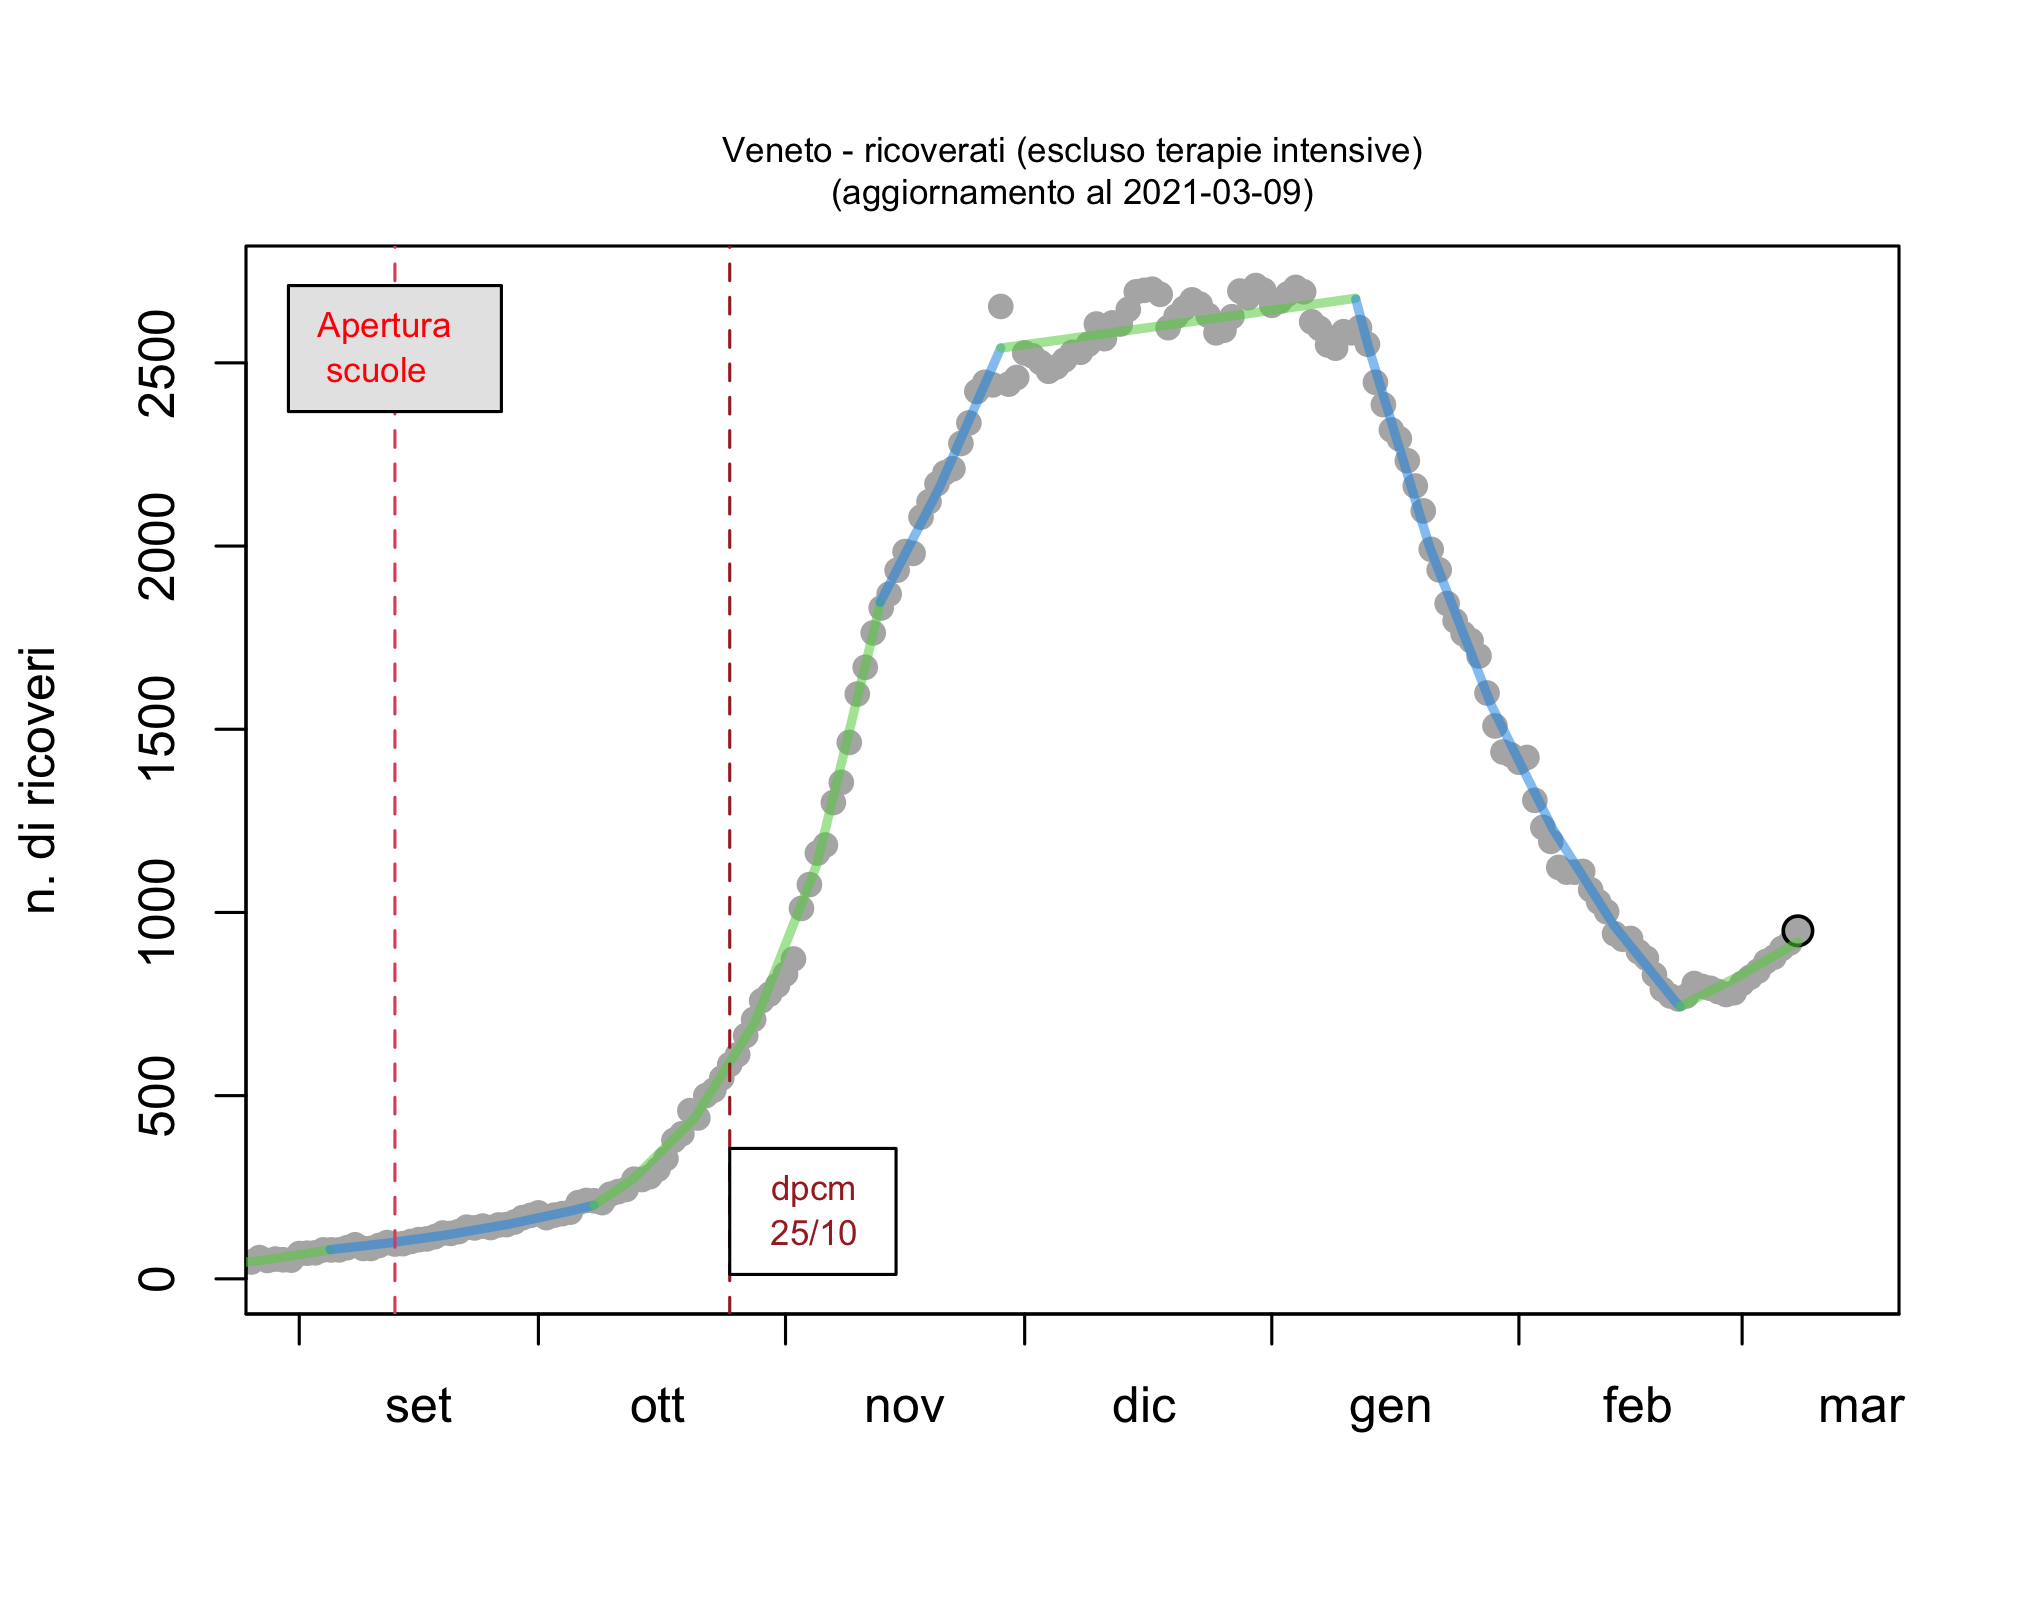 Veneto - ricoverati (escluso terapie intensive)
(aggiornamento al 2021-03-09)
Apertura
scuole
dpcm
25/10
n. di ricoveri
2500
2000
1500
1000
500
0
set ott nov dic gen feb mar